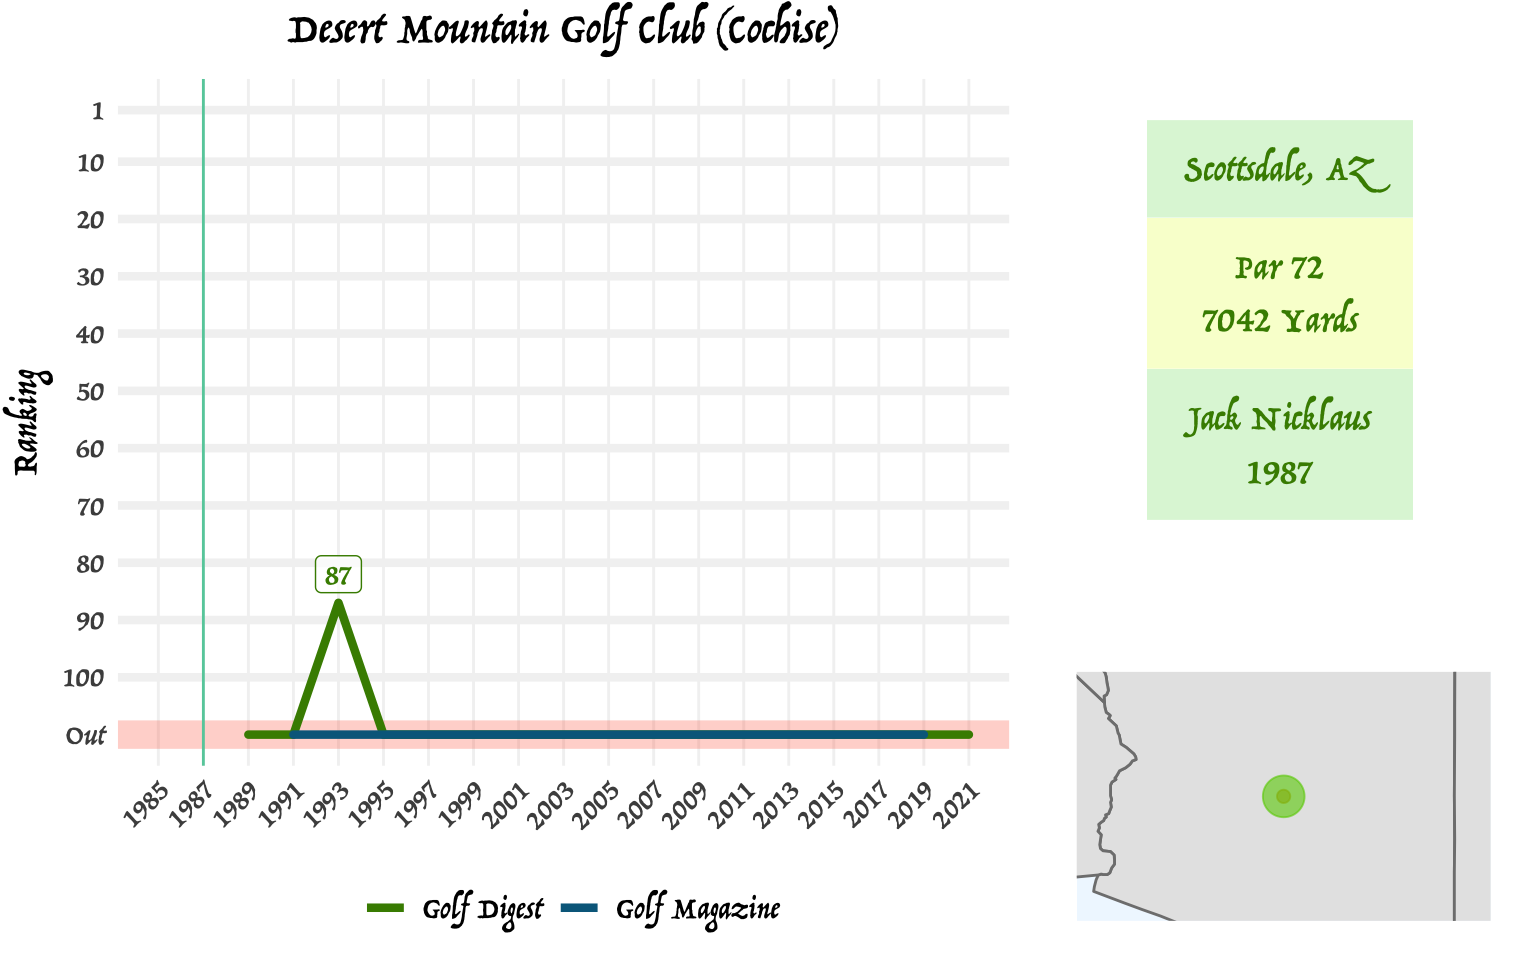 Desert Mountain Golf Club (Cochise)
Ranking
1
10
20
30
40
50
60
70
80
90
100
Out
87
1985 1987 1989 1991 1993 1995 1997 1999 2001 2003 2005 2007 2009 2011 2013 2015 2017 2019 2021
Golf Digest Golf Magazine
Scottsdale, AZ
Par 72
7042 Yards
Jack Nicklaus
1987